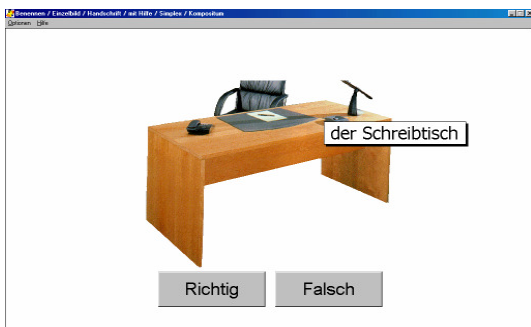 Benennen / Einzelbild / Handschrift / mit Hilfe / Simplex / Kompositum
Optionen Hilfe
der Schreibtisch
Richtig Falsch